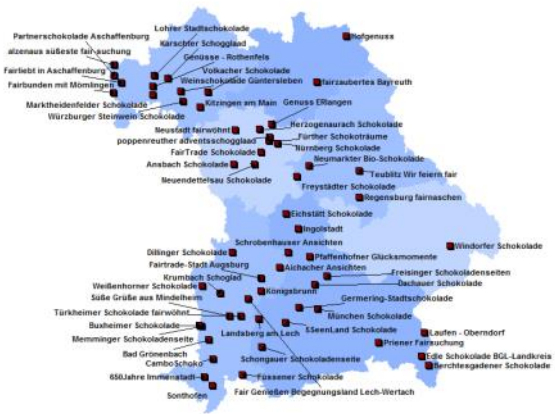 Partnerschokolade Aschaffenburg
alzenaus süßeste fair suchung
Fairliebt in Aschaffenburg
Fairbunden mit Mömlingen
Lohrer Stadtschokolade
Karschter Schogglaad
Genüsse - Rothenfels
Volkacher Schokolade
Weinschokolade Güntersleben
Hofgenuss
fairzaubertes Bayreuth
Marktheidenfelder Schokolade
Kitzingen am Main
Würzburger Steinwein Schokolade
Genuss ERlangen
Neustadt fairwöhnt
Herzogenaurach Schokolade
poppenreuther adventsschogglaad
Fürther Schokoträume
Nürnberg Schokolade
FairTrade Schokolade
Ansbach Schokolade
Neumarkter Bio-Schokolade
Neuendettelsau Schokolade
Teublitz Wir feiern fair
Freystädter Schokolade
Regensburg fairnaschen
Eichstätt Schokolade
Ingolstadt
Schrobenhauser Ansichten
Windorfer Schokolade
Dillinger Schokolade
Pfaffenhofner Glücksmomente
Fairtrade-Stadt Augsburg
Aichacher Ansichten
Freisinger Schokoladenseiten
Krumbach Schoglad
Dachauer Schokolade
Weißenhorner Schokolade
Königsbrunn
Süße Grüße aus Mindelheim
Germering-Stadtschokolade
Türkheimer Schokolade fairwöhnt
München Schokolade
Buxheimer Schokolade
Landsberg am Lech
5SeenLand Schokolade
Laufen - Oberndorf
Memminger Schokoladenseite
Priener Fairsuchung
Bad Grönenbach
Schongauer Schokoladenseite
Edle Schokolade BGL-Landkreis
CamboSchoko
Berchtesgadener Schokolade
650Jahre Immenstadt
Füssener Schokolade
Sonthofen
Fair Genießen Begegnungsland Lech-Wertach